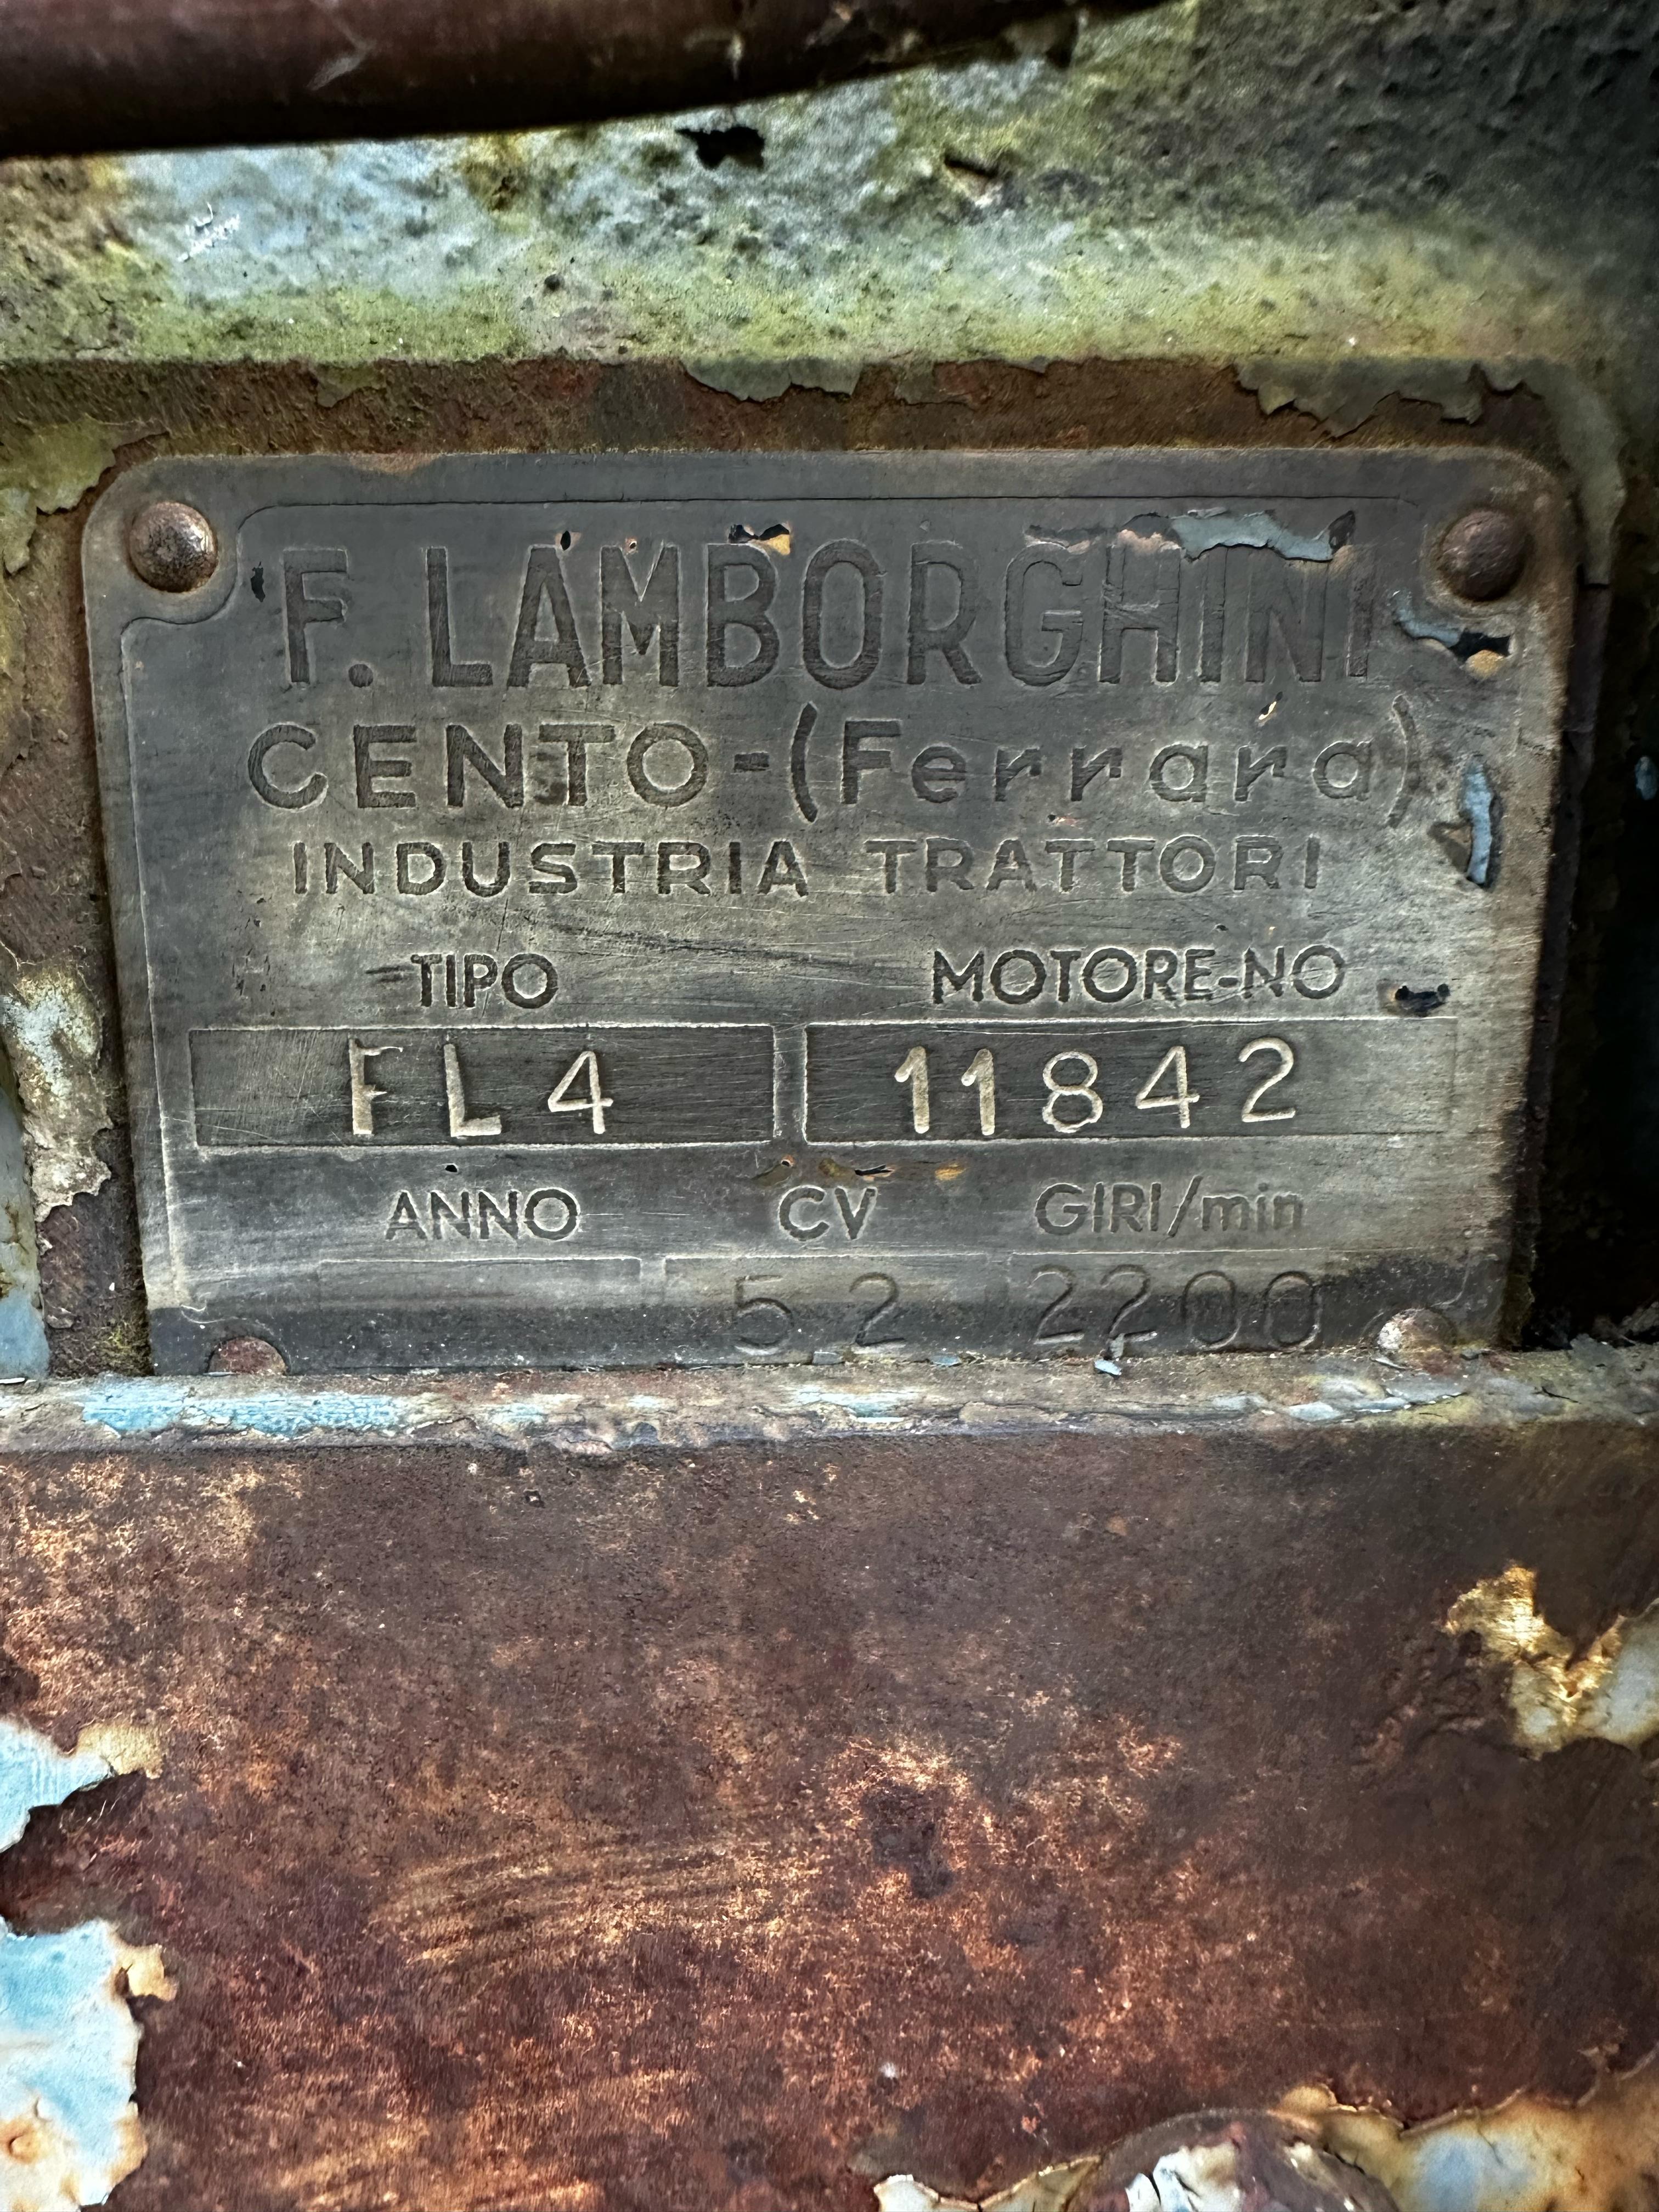 F. LAMBORGHINI
CENTO-(Ferrara)
INDUSTRIA TRATTORI
TIPO MOTORE-NO
FL4 11842
ANNO CV GIRI/min
52 2200